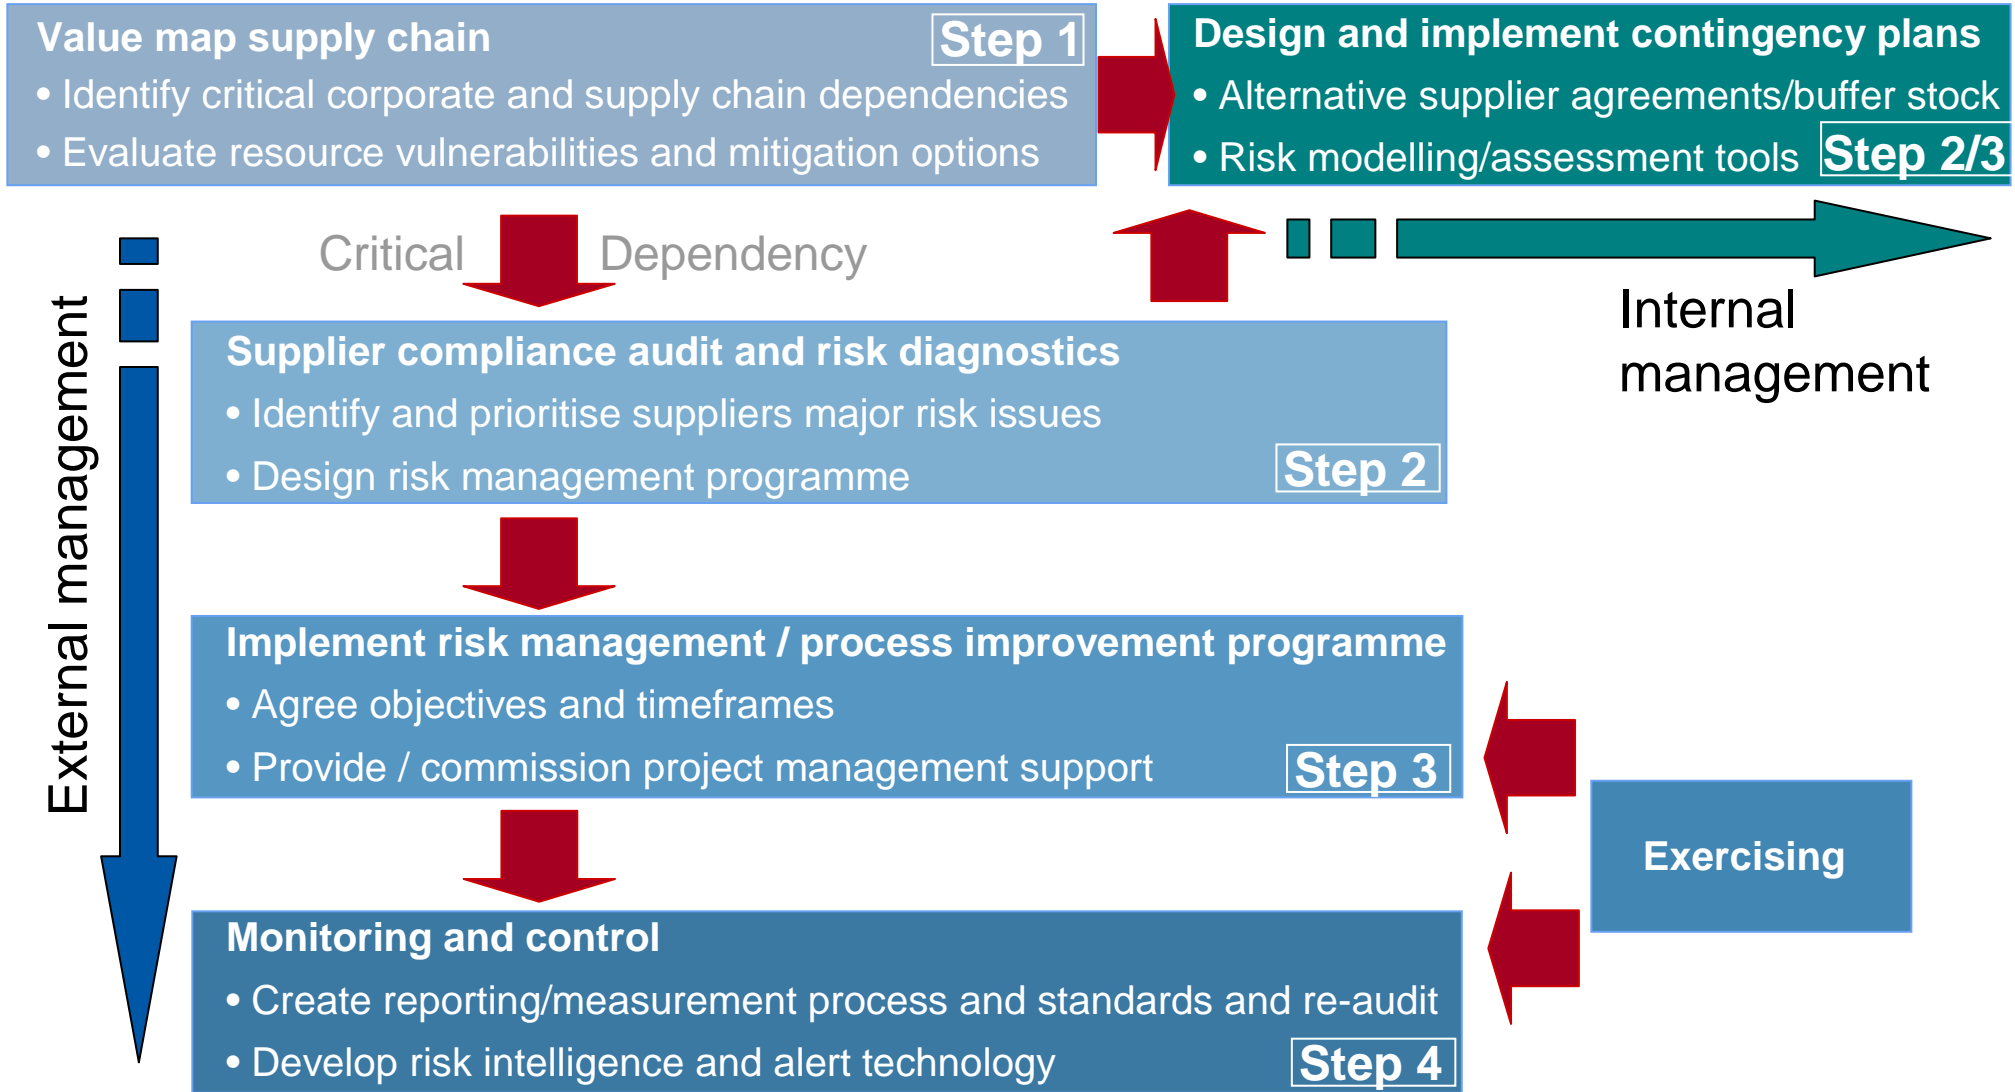 Value map supply chain
Step 1
• Identify critical corporate and supply chain dependencies
• Evaluate resource vulnerabilities and mitigation options
Design and implement contingency plans
• Alternative supplier agreements/buffer stock
• Risk modelling/assessment tools
Step 2/3
Critical
Dependency
Internal
management
External management
Supplier compliance audit and risk diagnostics
• Identify and prioritise suppliers major risk issues
• Design risk management programme
Step 2
Implement risk management / process improvement programme
• Agree objectives and timeframes
• Provide / commission project management support
Step 3
Exercising
Monitoring and control
• Create reporting/measurement process and standards and re-audit
• Develop risk intelligence and alert technology
Step 4